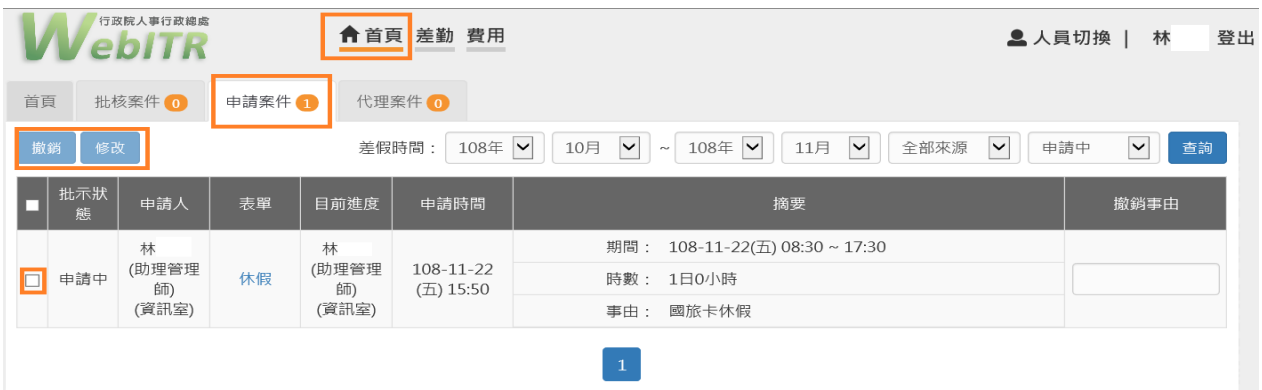 行政院人事行政總處
WebITR
首頁 差勤 費用
人員切換 | 林 登出
首頁 批核案件 0 申請案件 1 代理案件 0
撤銷 修改 差假時間： 108年 10月 ~ 108年 11月 全部來源 申請中 查詢
批示狀態 申請人 表單 目前進度 申請時間 摘要 撤銷事由
申請中 林 (助理管理師) (資訊室) 休假 林 (助理管理師) (資訊室) 108-11-22 (五) 15:50
期間： 108-11-22(五) 08:30 ~ 17:30
時數： 1日0小時
事由： 國旅卡休假
1